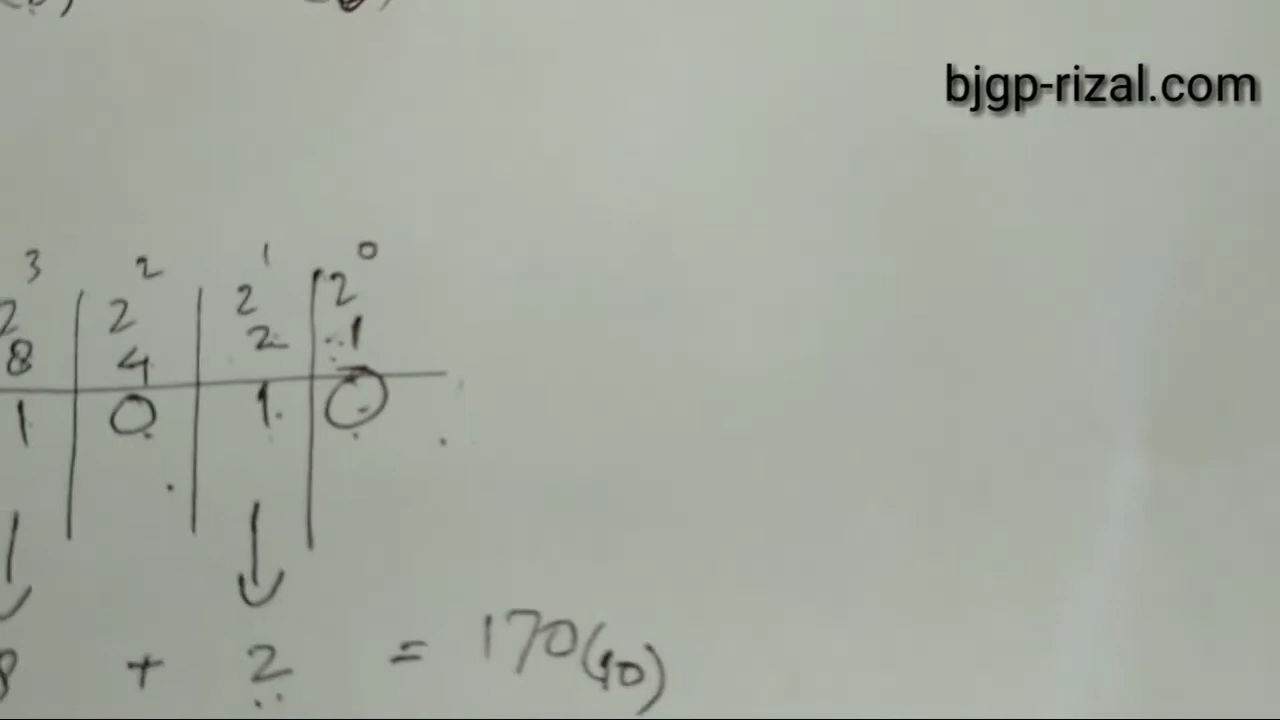 bjgp-rizal.com
3 2 1 0
2 2 2 2
8 4 2 1
1 0 1 0
8 + 2 = 170(10)